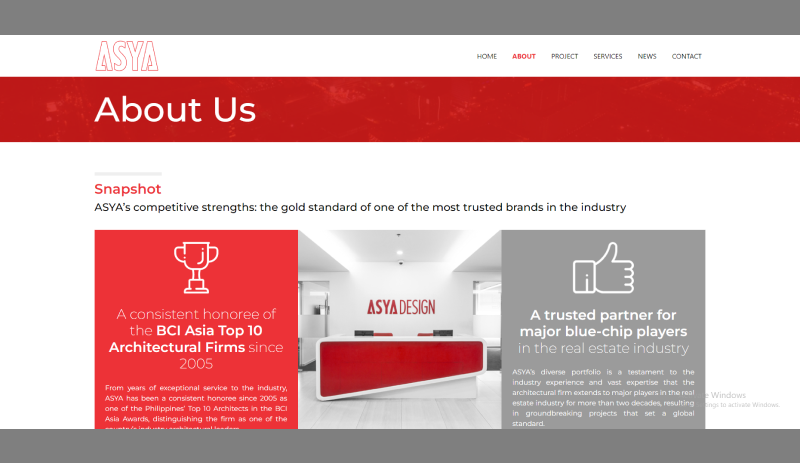 ASYA
HOME ABOUT PROJECT SERVICES NEWS CONTACT
About Us
Snapshot
ASYA's competitive strengths: the gold standard of one of the most trusted brands in the industry
A consistent honoree of
the BCI Asia Top 10
Architectural Firms since
2005
From years of exceptional service to the industry,
ASYA has been a consistent honoree since 2005 as
one of the Philippines' Top 10 Architects in the BCI
Asia Awards, distinguishing the firm as one of the
country's industry architectural leaders.
ASYA DESIGN
A trusted partner for
major blue-chip players
in the real estate industry
ASYA's diverse portfolio is a testament to the
industry experience and vast expertise that the
architectural firm extends to major players in the real
estate industry for more than two decades, resulting
in groundbreaking projects that set a global
standard.
Windows
to activate Windows.